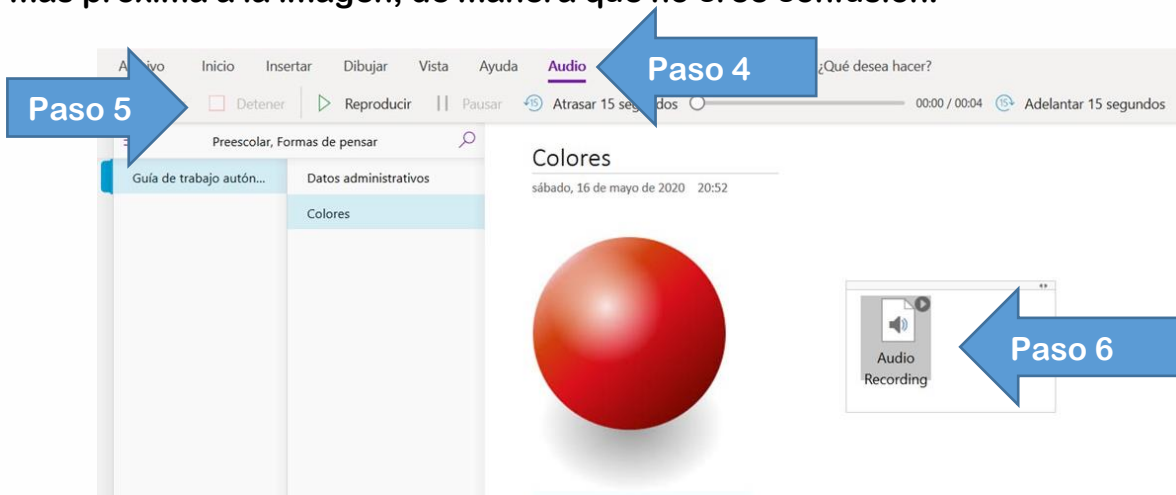 Archivo Inicio Insertar Dibujar Vista Ayuda Audio ¿Qué desea hacer?
Paso 4
Paso 5
Detener Reproducir Pausar 15 Atrasar 15 segundos 00:00 / 00:04 15 Adelantar 15 segundos
Preescolar, Formas de pensar
Guía de trabajo autón...
Datos administrativos
Colores
Colores
sábado, 16 de mayo de 2020 20:52
Audio
Recording
Paso 6